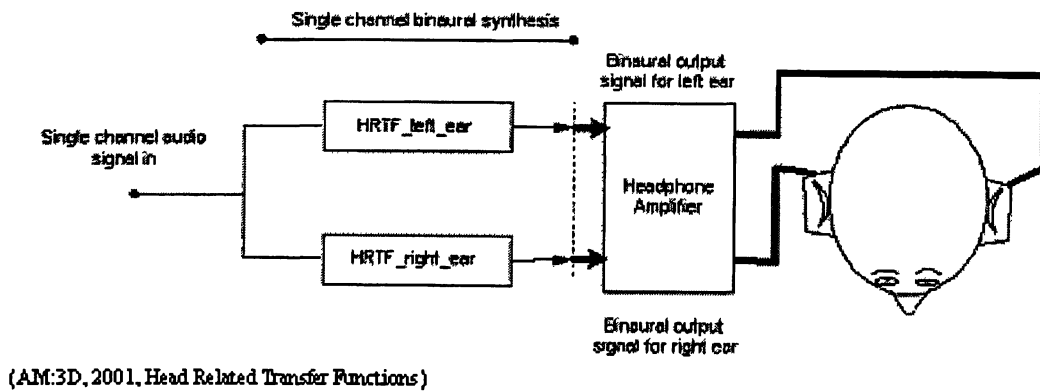 Single channel binaural synthesis
Binaural output
signal for left ear
Single channel audio
signal in
HRTF_left_ear
Headphone
Amplifier
HRTF_right_ear
Binaural output
signal for right ear
(AM:3D, 2001, Head Related Transfer Functions)